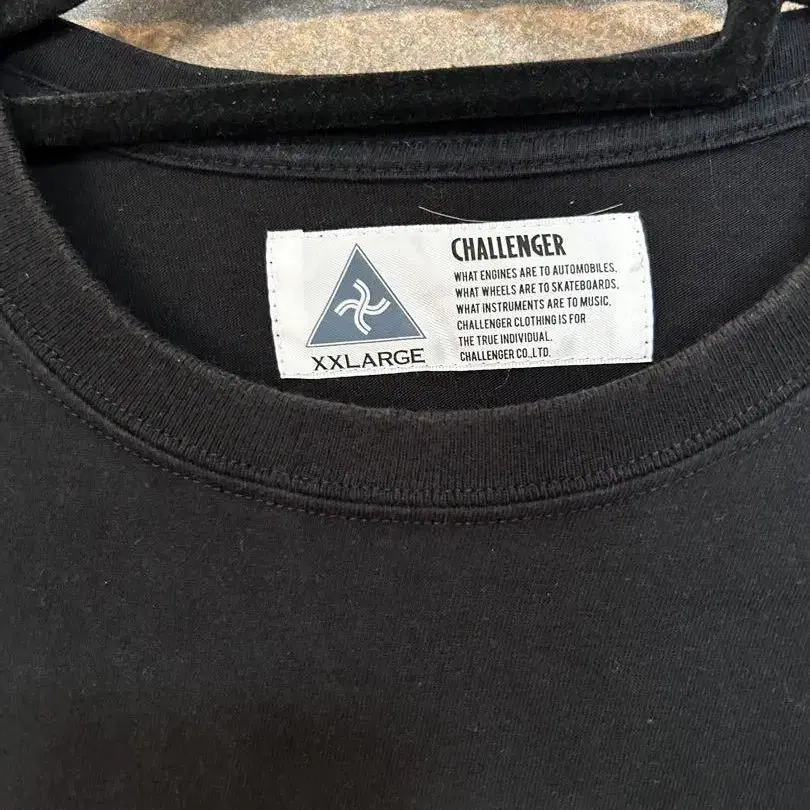 CHALLENGER
WHAT ENGINES ARE TO AUTOMOBILES,
WHAT WHEELS ARE TO SKATEBOARDS,
WHAT INSTRUMENTS ARE TO MUSIC,
CHALLENGER CLOTHING IS FOR
THE TRUE INDIVIDUAL.
CHALLENGER CO.,LTD.
XXLARGE